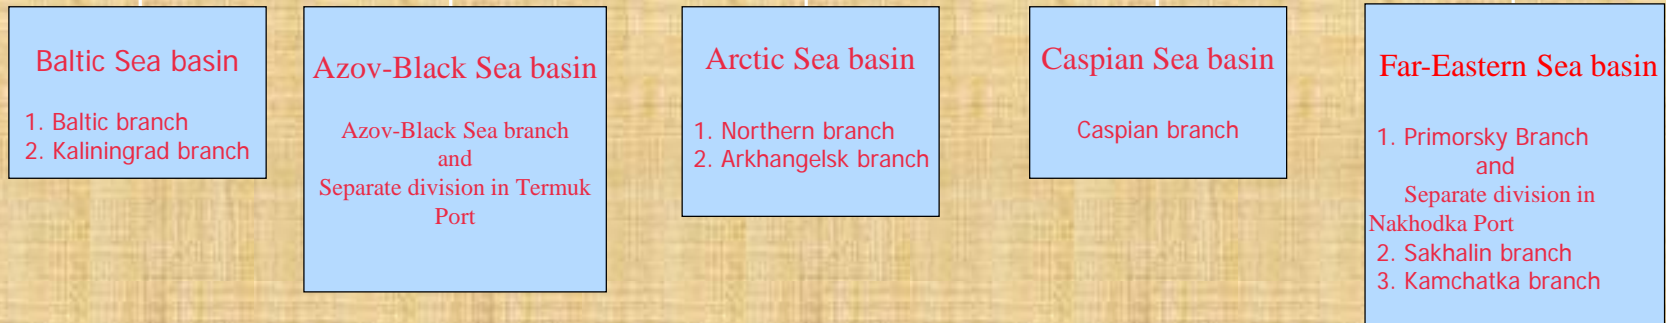 Baltic Sea basin
1. Baltic branch
2. Kaliningrad branch
Azov-Black Sea basin
Azov-Black Sea branch
and
Separate division in Termuk
Port
Arctic Sea basin
1. Northern branch
2. Arkhangelsk branch
Caspian Sea basin
Caspian branch
Far-Eastern Sea basin
1. Primorsky Branch
and
Separate division in
Nakhodka Port
2. Sakhalin branch
3. Kamchatka branch